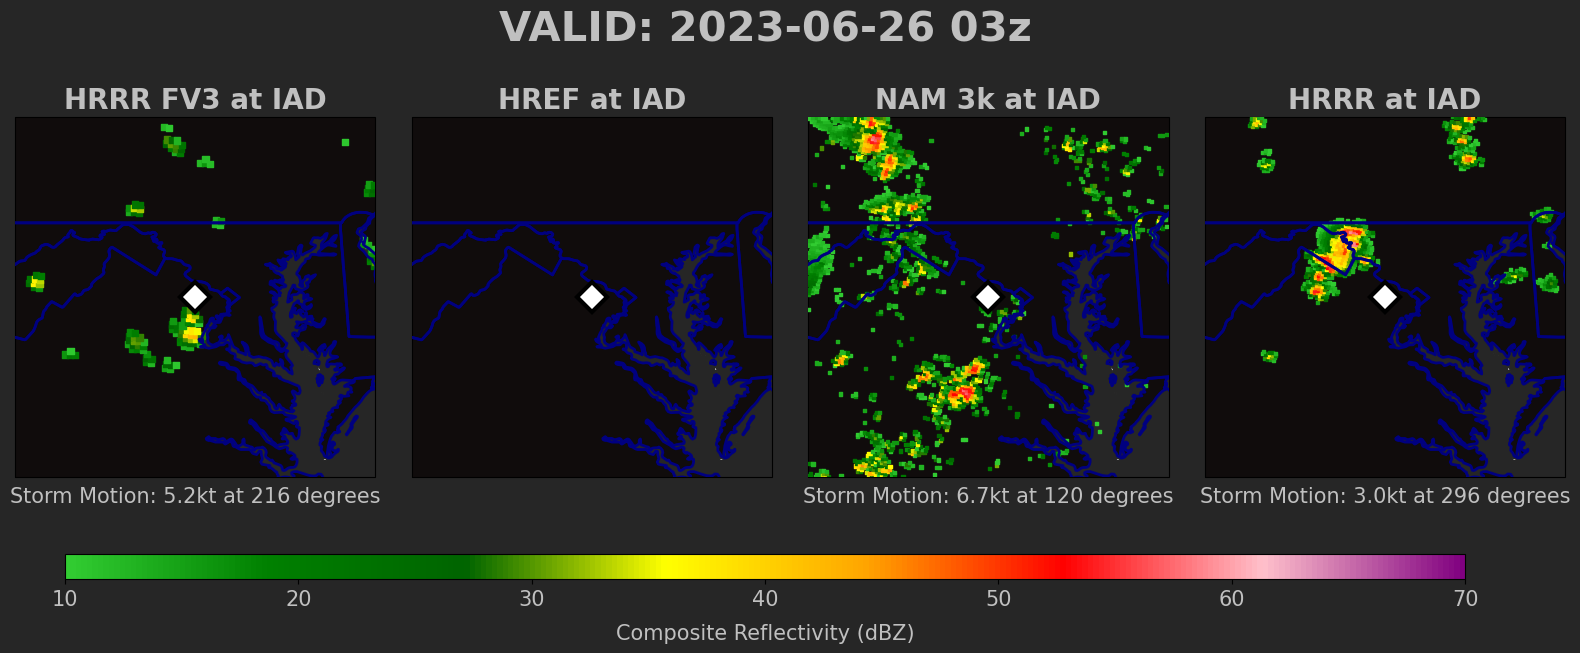 VALID: 2023-06-26 03z
HRRR FV3 at IAD
HREF at IAD
NAM 3k at IAD
HRRR at IAD
Storm Motion: 5.2kt at 216 degrees
Storm Motion: 6.7kt at 120 degrees
Storm Motion: 3.0kt at 296 degrees
10 20 30 40 50 60 70
Composite Reflectivity (dBZ)